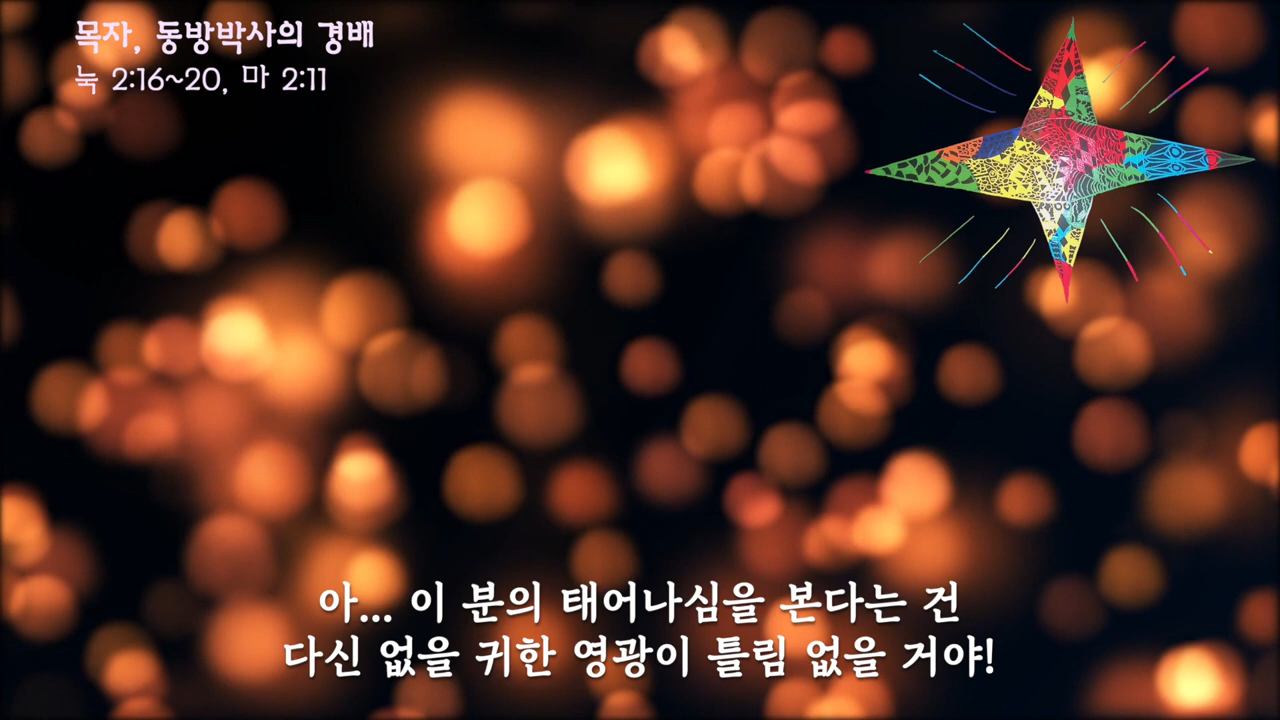 목자, 동방박사의 경배
눅 2:16~20, 마 2:11
아... 이 분의 태어나심을 본다는 건
다신 없을 귀한 영광이 틀림 없을 거야!